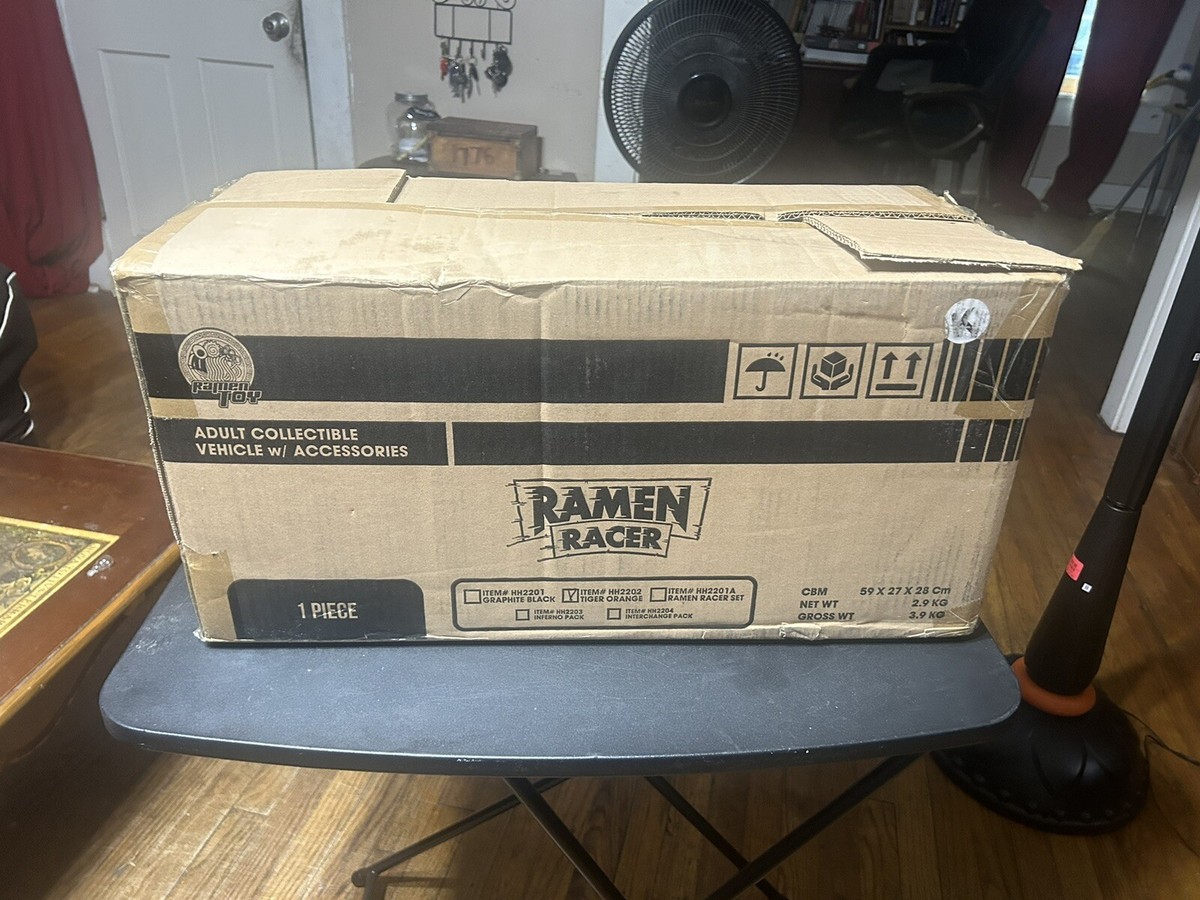 1776
Ramen
Toy
ADULT COLLECTIBLE
VEHICLE w/ ACCESSORIES
RAMEN
RACER
1 PIECE
ITEM# HH2201
GRAPHITE BLACK
ITEM# HH2202
TIGER ORANGE
ITEM# HH2201A
RAMEN RACER SET
ITEM# HH2203
INFERNO PACK
ITEM# HH2204
INTERCHANGE PACK
CBM 59 X 27 X 28 Cm
NET WT 2.9 KG
GROSS WT 3.9 KG